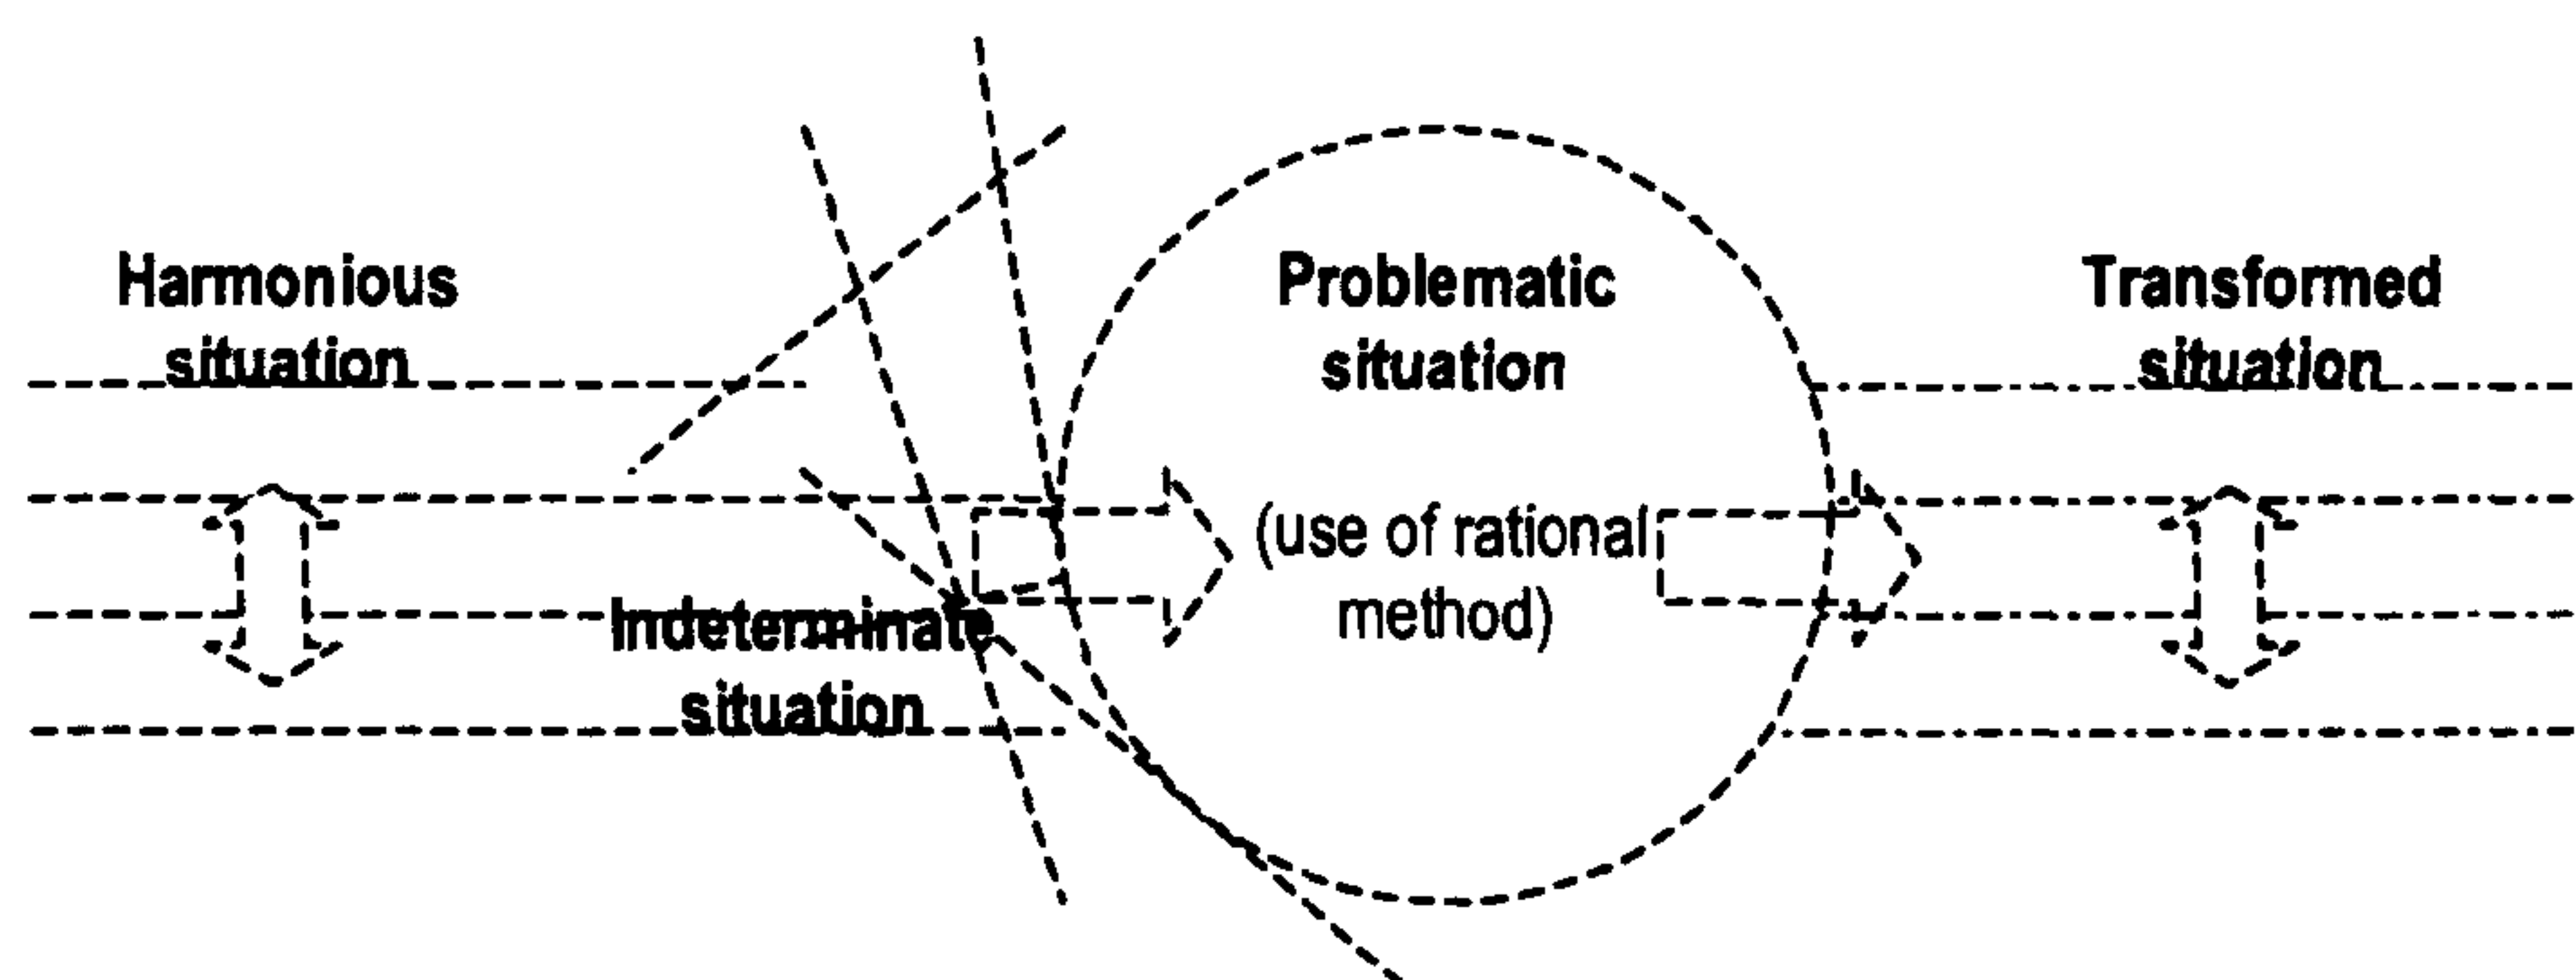 Harmonious
situation
Indeterminate
situation
Problematic
situation
(use of rational
method)
Transformed
situation